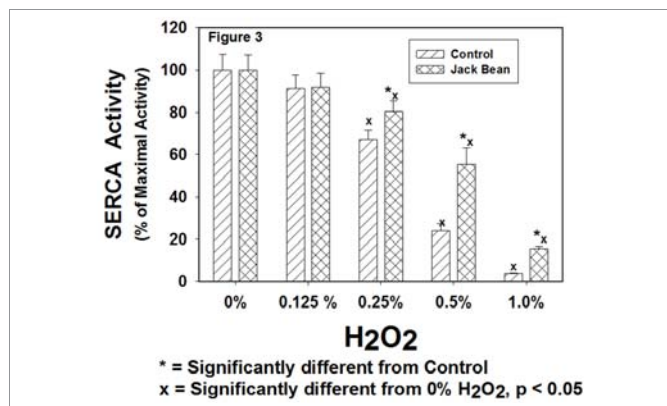 Figure 3
Control
Jack Bean
SERCA Activity
(% of Maximal Activity)
120
100
80
60
40
20
0
x
*x
x
*x
x
*x
0%
0.125 %
0.25%
0.5%
1.0%
H2O2
* = Significantly different from Control
x = Significantly different from 0% H2O2, p < 0.05